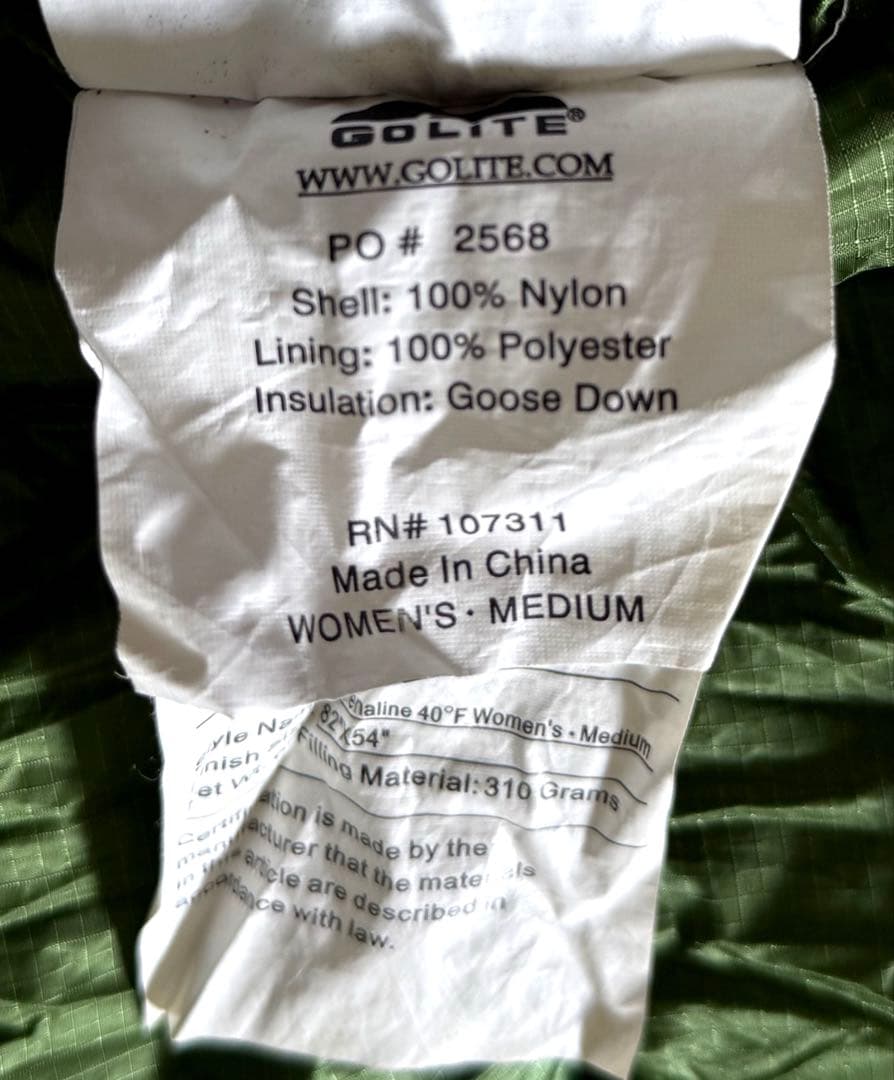 GOLITE®
WWW.GOLITE.COM
PO # 2568
Shell: 100% Nylon
Lining: 100% Polyester
Insulation: Goose Down
RN# 107311
Made In China
WOMEN'S · MEDIUM
40°F Women's • Medium
82"X54"
Filling Material: 310 Grams
is made by the
that the
article are described in
with law.